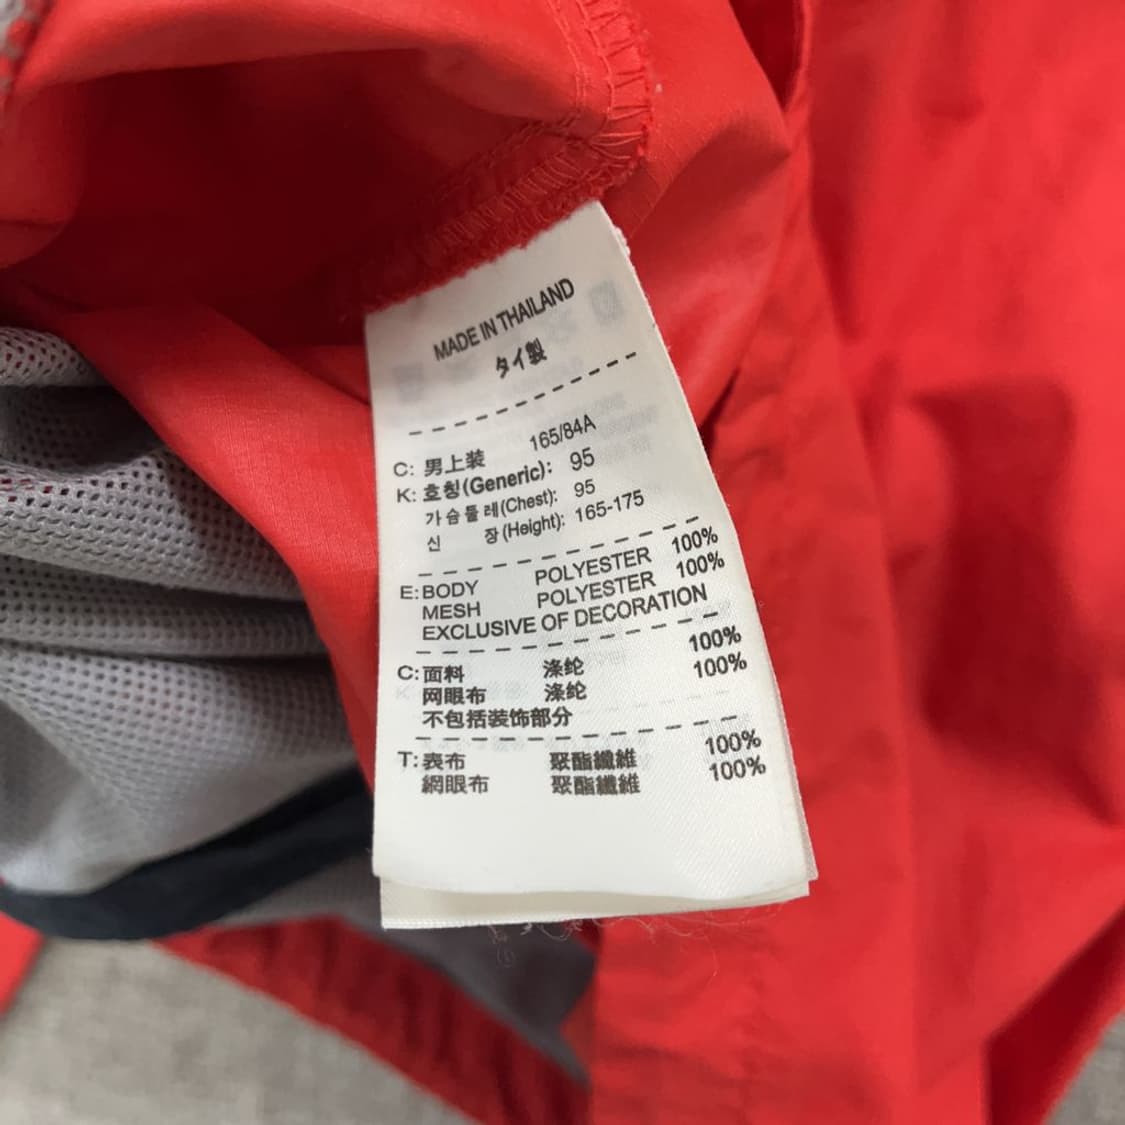 MADE IN THAILAND
タイ製
C: 男上装 165/84A
K: 호칭(Generic): 95
가슴둘레(Chest): 95
신 장(Height): 165-175
E: BODY POLYESTER 100%
MESH POLYESTER 100%
EXCLUSIVE OF DECORATION
C: 面料 涤纶 100%
网眼布 涤纶 100%
不包括装饰部分
T: 表布 聚酯纖維 100%
網眼布 聚酯纖維 100%